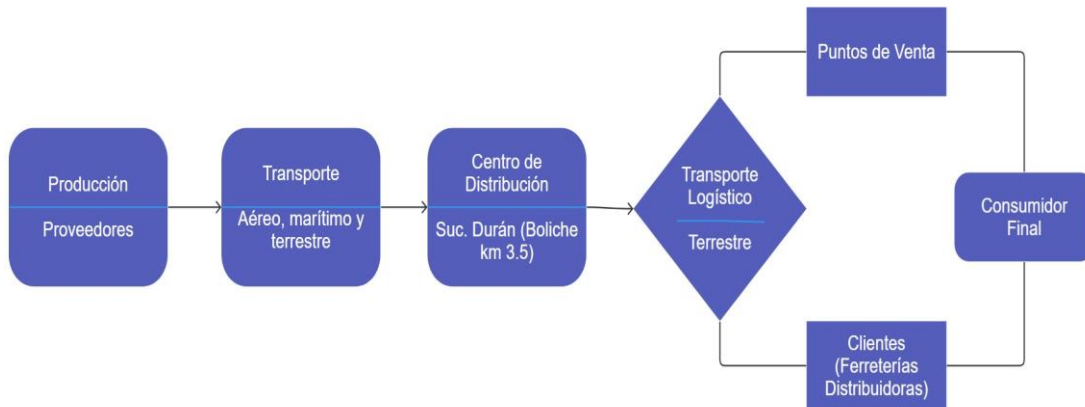 Producción
Proveedores
Transporte
Aéreo, marítimo y
terrestre
Centro de
Distribución
Suc. Durán (Boliche
km 3.5)
Transporte
Logístico
Terrestre
Puntos de Venta
Clientes
(Ferreterías
Distribuidoras)
Consumidor
Final